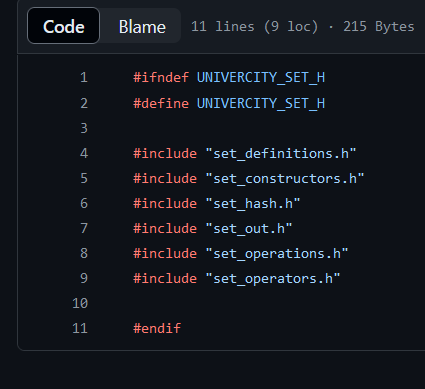 Code Blame 11 lines (9 loc) · 215 Bytes
1 #ifndef UNIVERCITY_SET_H
2 #define UNIVERCITY_SET_H
3
4 #include "set_definitions.h"
5 #include "set_constructors.h"
6 #include "set_hash.h"
7 #include "set_out.h"
8 #include "set_operations.h"
9 #include "set_operators.h"
10
11 #endif